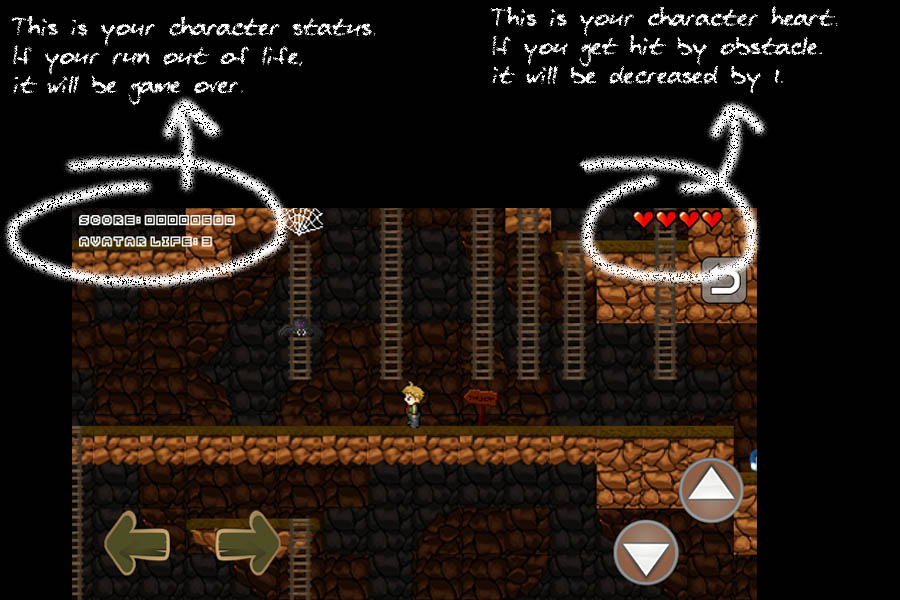 This is your character status.
If your run out of life,
it will be game over.
This is your character heart.
If you get hit by obstacle.
it will be decreased by 1.
SCORE: 00000600
AVATAR LIFE: 3